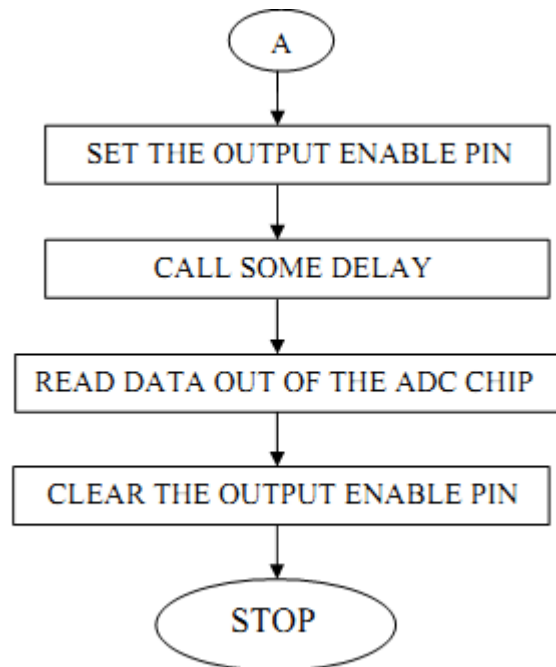 A
SET THE OUTPUT ENABLE PIN
CALL SOME DELAY
READ DATA OUT OF THE ADC CHIP
CLEAR THE OUTPUT ENABLE PIN
STOP